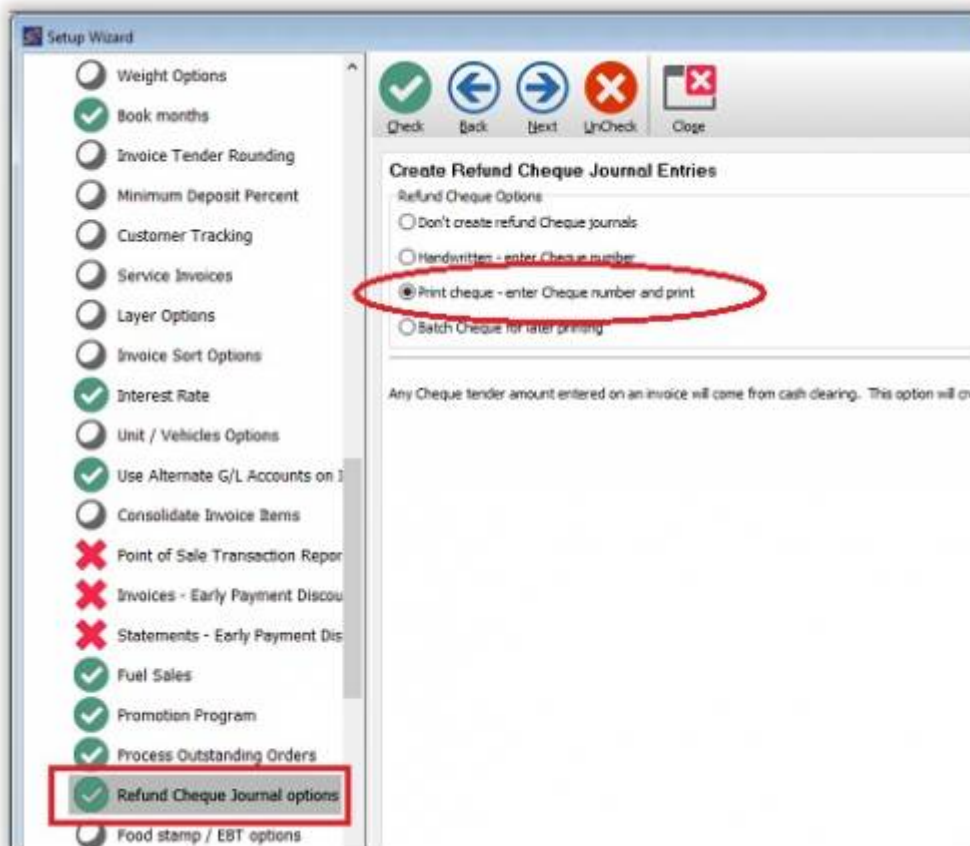 Setup Wizard
Weight Options
Book months
Invoice Tender Rounding
Minimum Deposit Percent
Customer Tracking
Service Invoices
Layer Options
Invoice Sort Options
Interest Rate
Unit / Vehicles Options
Use Alternate G/L Accounts on
Consolidate Invoice Items
Point of Sale Transaction Repor
Invoices - Early Payment Discou
Statements - Early Payment Dis
Fuel Sales
Promotion Program
Process Outstanding Orders
Refund Cheque Journal options
Food stamp / EBT options
Check Back Next UnCheck Close
Create Refund Cheque Journal Entries
Refund Cheque Options
Don't create refund Cheque journals
Handwritten - enter Cheque number
Print cheque - enter Cheque number and print
Batch Cheque for later printing
Any Cheque tender amount entered on an invoice will come from cash clearing. This option will cr